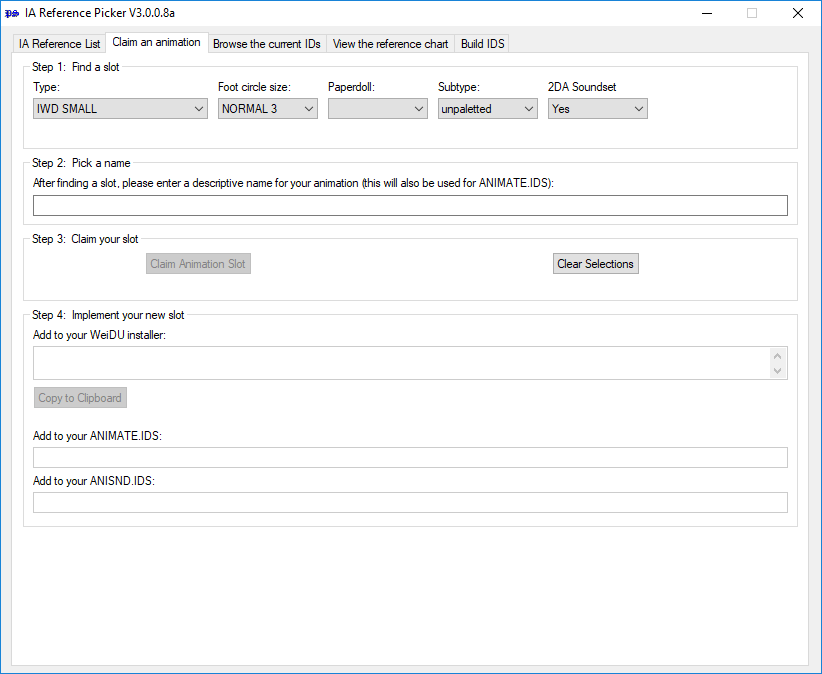 IA Reference Picker V3.0.0.8a
IA Reference List Claim an animation Browse the current IDs View the reference chart Build IDS
Step 1: Find a slot
Type: Foot circle size: Paperdoll: Subtype: 2DA Soundset
IWD SMALL NORMAL 3 unpaletted Yes
Step 2: Pick a name
After finding a slot, please enter a descriptive name for your animation (this will also be used for ANIMATE.IDS):
Step 3: Claim your slot
Claim Animation Slot Clear Selections
Step 4: Implement your new slot
Add to your WeiDU installer:
Copy to Clipboard
Add to your ANIMATE.IDS:
Add to your ANISND.IDS: